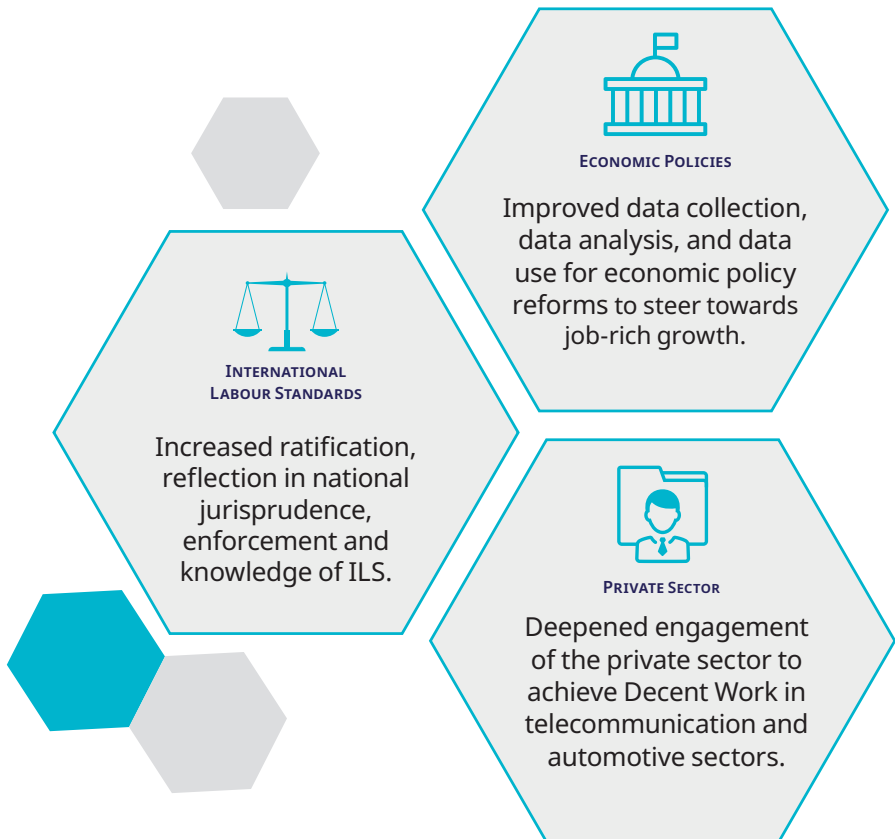 ECONOMIC POLICIES
Improved data collection,
data analysis, and data
use for economic policy
reforms to steer towards
job-rich growth.
INTERNATIONAL
LABOUR STANDARDS
Increased ratification,
reflection in national
jurisprudence,
enforcement and
knowledge of ILS.
PRIVATE SECTOR
Deepened engagement
of the private sector to
achieve Decent Work in
telecommunication and
automotive sectors.